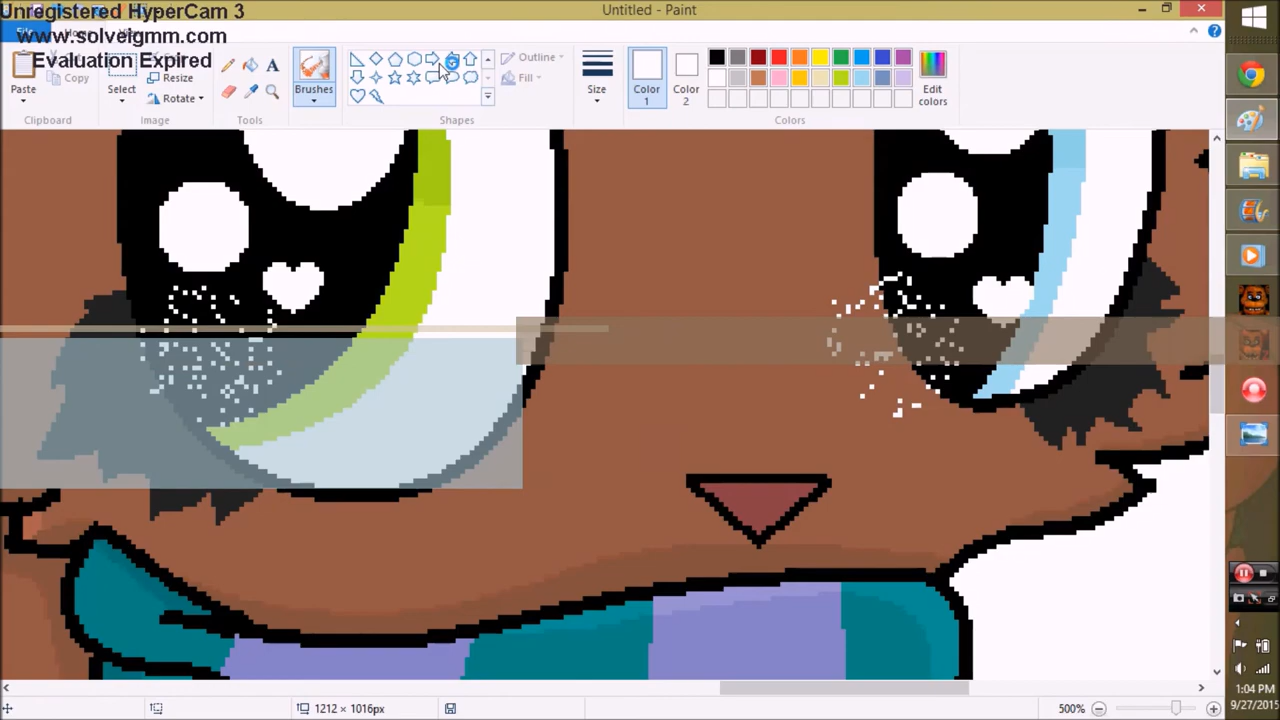 Unregistered HyperCam 3
www.solveigmm.com
Evaluation Expired
Untitled - Paint
Paste
Copy
Clipboard
Select
Resize
Rotate
Image
Tools
Brushes
Shapes
Outline
Fill
Size
Color 1
Color 2
Edit colors
Colors
1212 × 1016px
500%
1:04 PM
9/27/2015